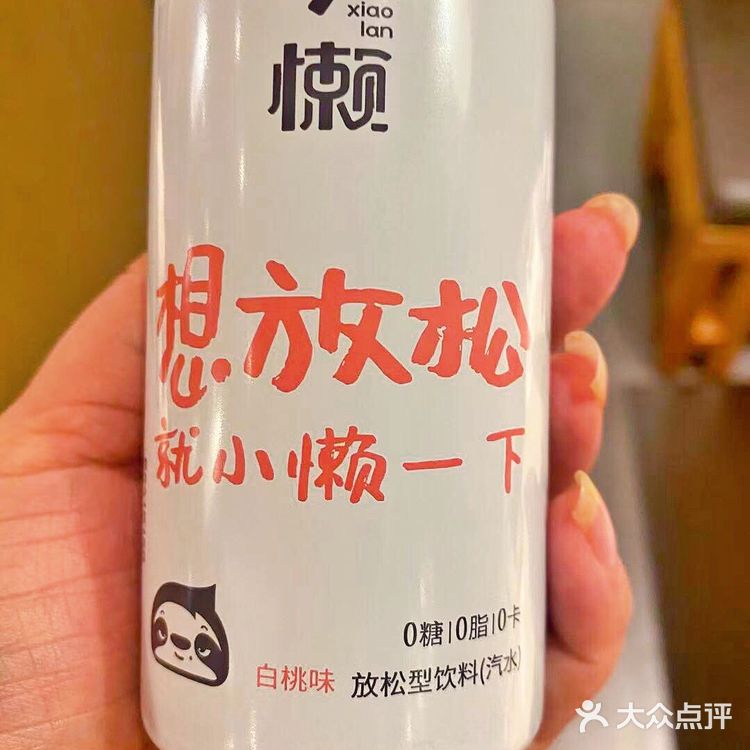 xiao
lan
懒
想放松
就小懒一下
0糖|0脂|0卡
白桃味 放松型饮料(汽水)
大众点评